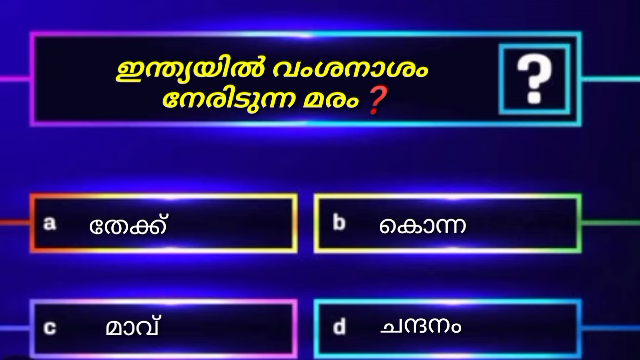 ഇന്ത്യയിൽ വംശനാശം
നേരിടുന്ന മരം❓
?
a തേക്ക്
b കൊന്ന
c മാവ്
d ചന്ദനം